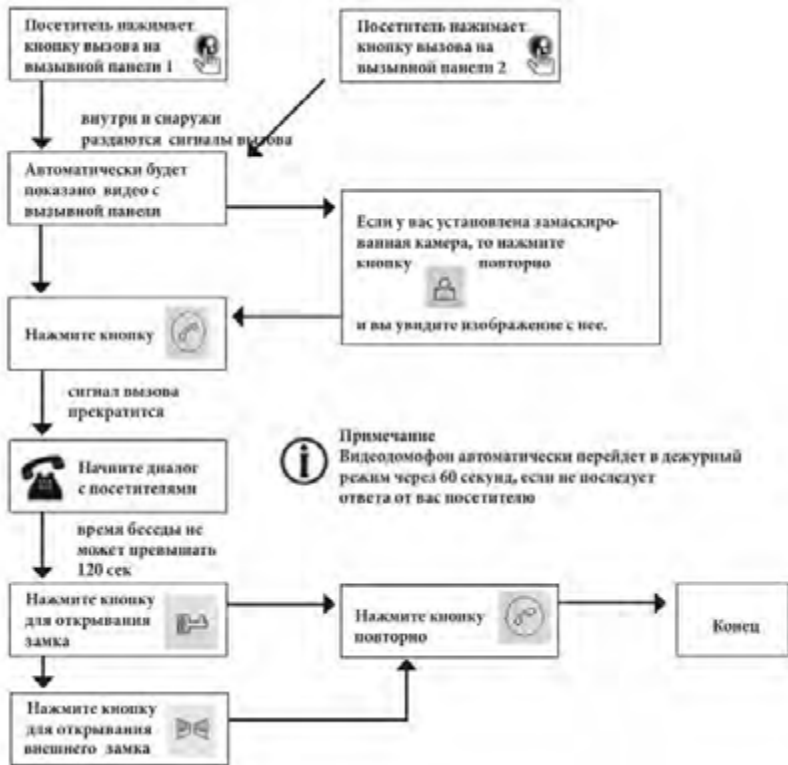 Посетитель нажимает
кнопку вызова на
вызывной панели 1
Посетитель нажимает
кнопку вызова на
вызывной панели 2
внутри и снаружи
раздаются сигналы вызова
Автоматически будет
показано видео с
вызывной панели
Если у вас установлена замаскиро-
ванная камера, то нажмите
кнопку повторно
и вы увидите изображение с нее.
Нажмите кнопку
сигнал вызова
прекратится
Начните диалог
с посетителями
Примечание
Видеодомофон автоматически перейдет в дежурный
режим через 60 секунд, если не последует
ответа от вас посетителю
время беседы не
может превышать
120 сек
Нажмите кнопку
для открывания
замка
Нажмите кнопку
повторно
Конец
Нажмите кнопку
для открывания
внешнего замка